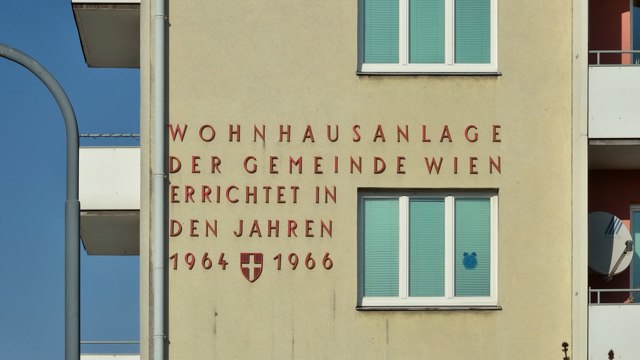 WOHNHAUSANLAGE
DER GEMEINDE WIEN
ERRICHTET IN
DEN JAHREN
1964 1966